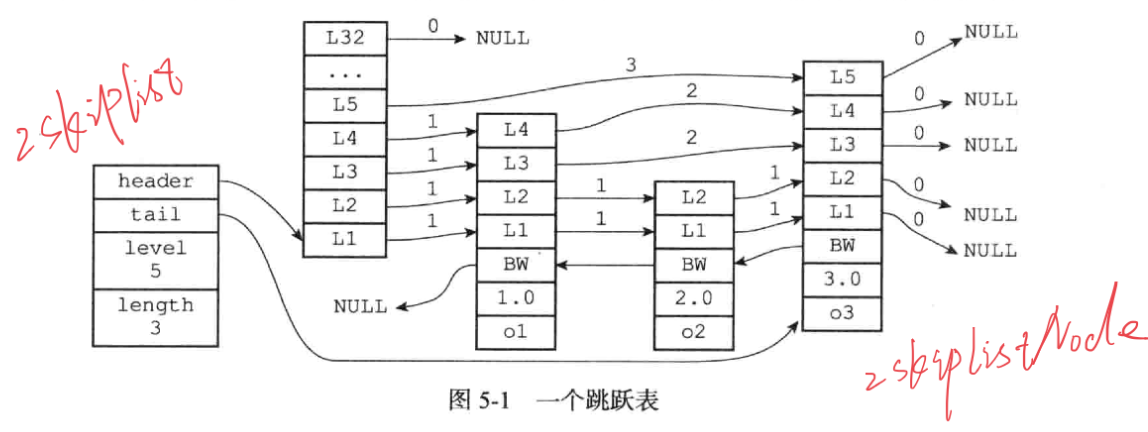 zskiplist
header
tail
level
5
length
3
L32
...
L5
L4
L3
L2
L1
0
NULL
3
1
1
1
1
L4
L3
L2
L1
BW
1.0
o1
NULL
2
2
1
1
L2
L1
BW
2.0
o2
1
1
L5
L4
L3
L2
L1
BW
3.0
o3
0
NULL
0
NULL
0
NULL
0
NULL
0
NULL
zskiplistNode
图 5-1 一个跳跃表